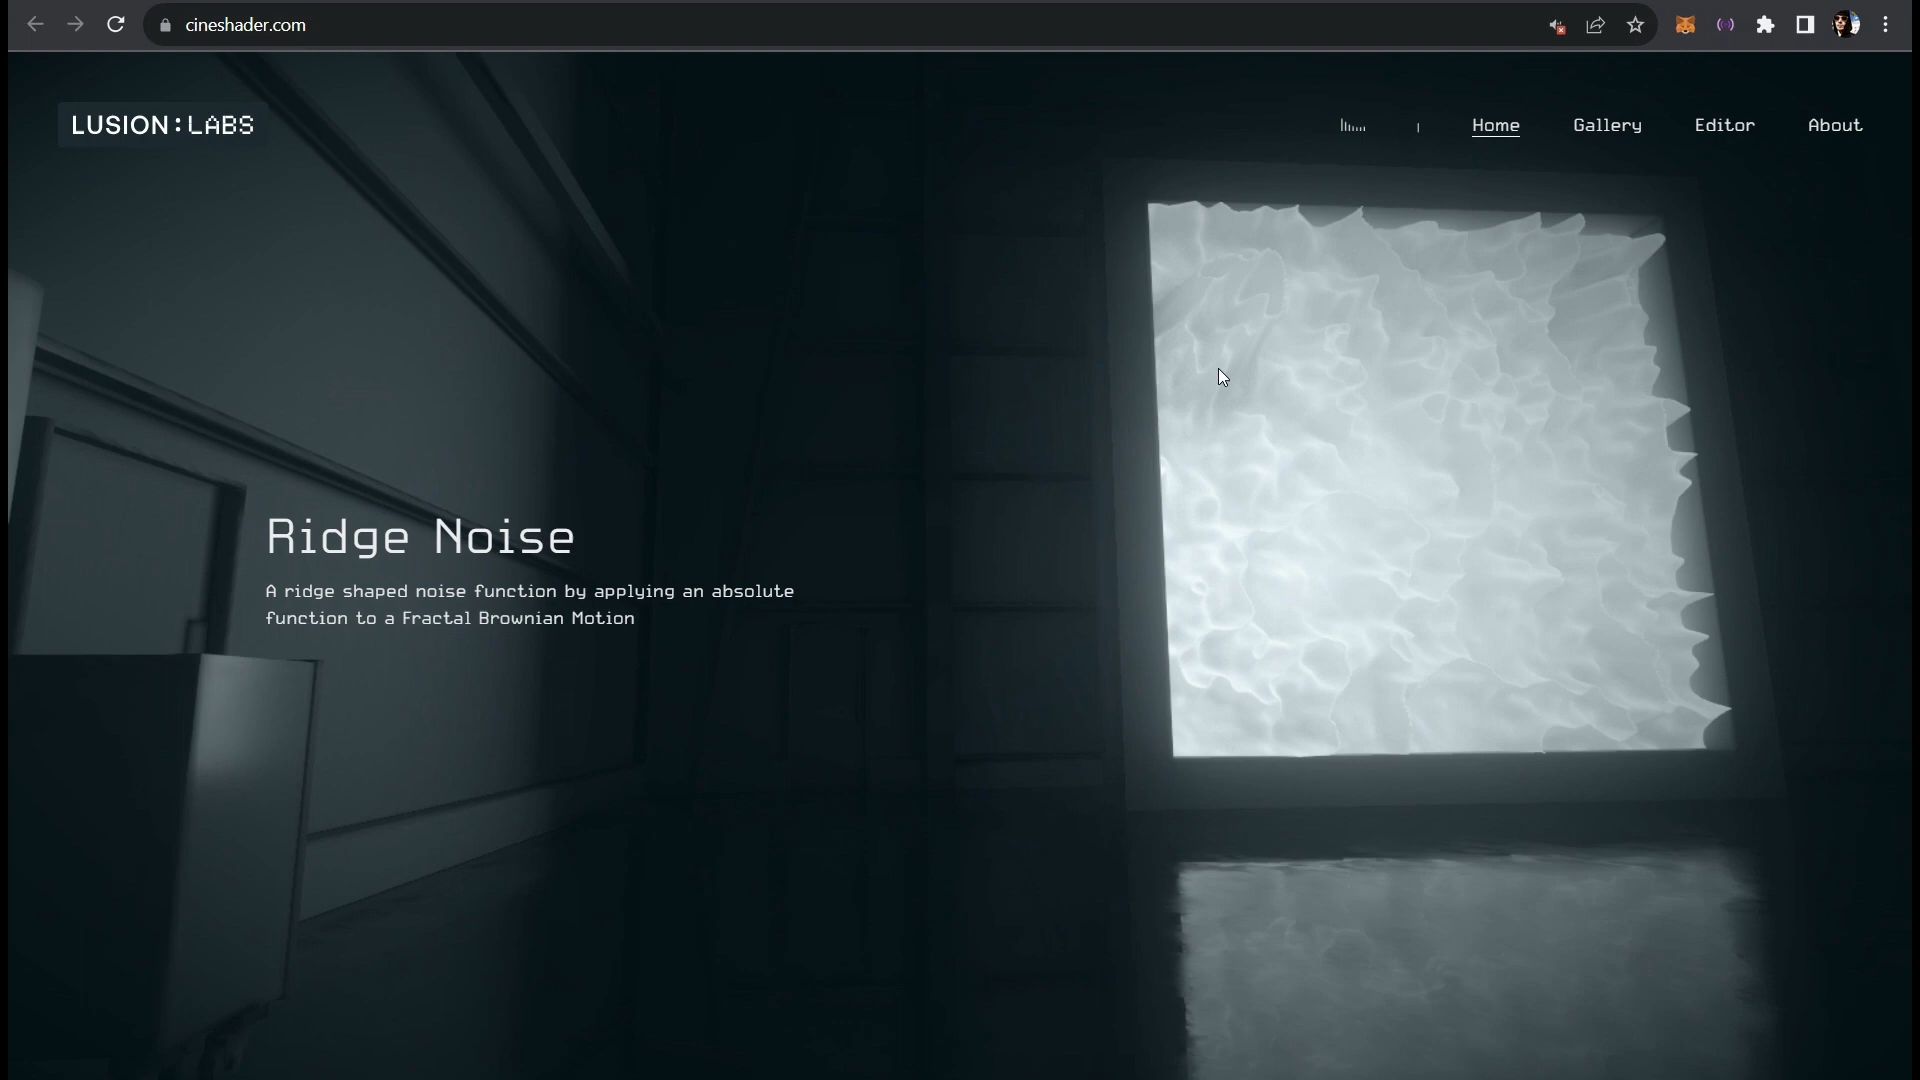 cineshader.com
LUSION:LABS
Home
Gallery
Editor
About
Ridge Noise
A ridge shaped noise function by applying an absolute
function to a Fractal Brownian Motion